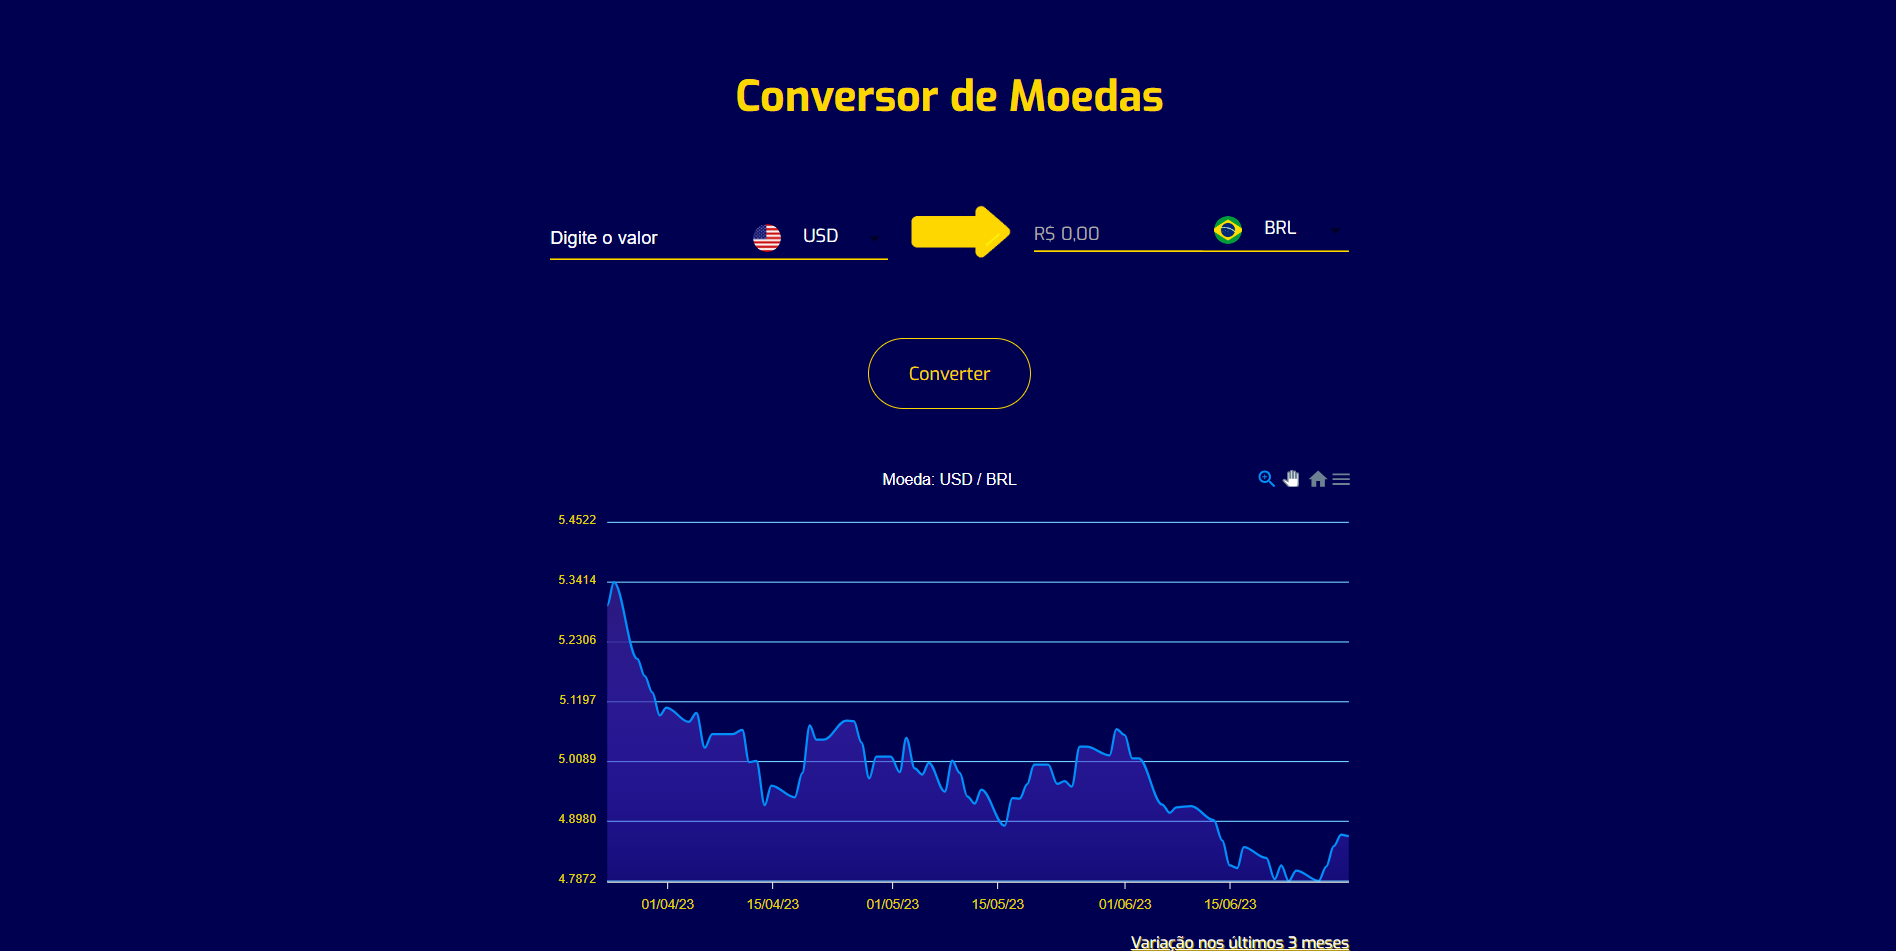 Conversor de Moedas
Digite o valor
USD
R$ 0,00
BRL
Converter
Moeda: USD / BRL
5.4522
5.3414
5.2306
5.1197
5.0089
4.8980
4.7872
01/04/23 15/04/23 01/05/23 15/05/23 01/06/23 15/06/23
Variação nos últimos 3 meses